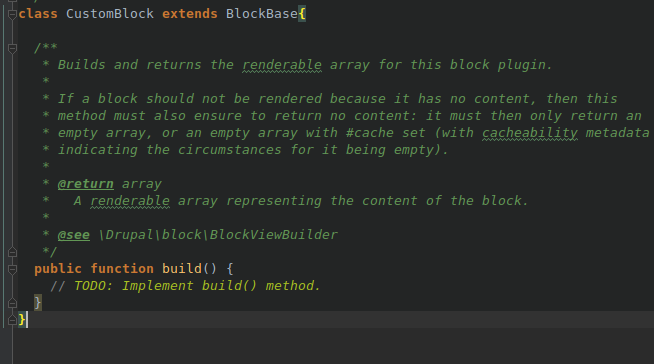 class CustomBlock extends BlockBase{
/**
* Builds and returns the renderable array for this block plugin.
*
* If a block should not be rendered because it has no content, then this
* method must also ensure to return no content: it must then only return an
* empty array, or an empty array with #cache set (with cacheability metadata
* indicating the circumstances for it being empty).
*
* @return array
*   A renderable array representing the content of the block.
*
* @see \Drupal\block\BlockViewBuilder
*/
public function build() {
// TODO: Implement build() method.
}
}